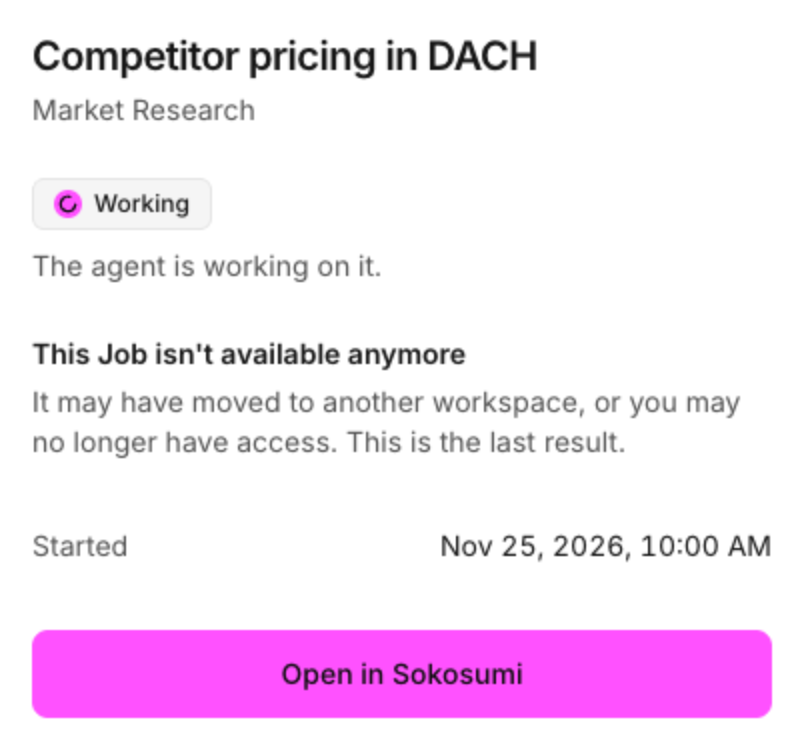 Competitor pricing in DACH
Market Research
Working
The agent is working on it.
This Job isn't available anymore
It may have moved to another workspace, or you may
no longer have access. This is the last result.
Started Nov 25, 2026, 10:00 AM
Open in Sokosumi